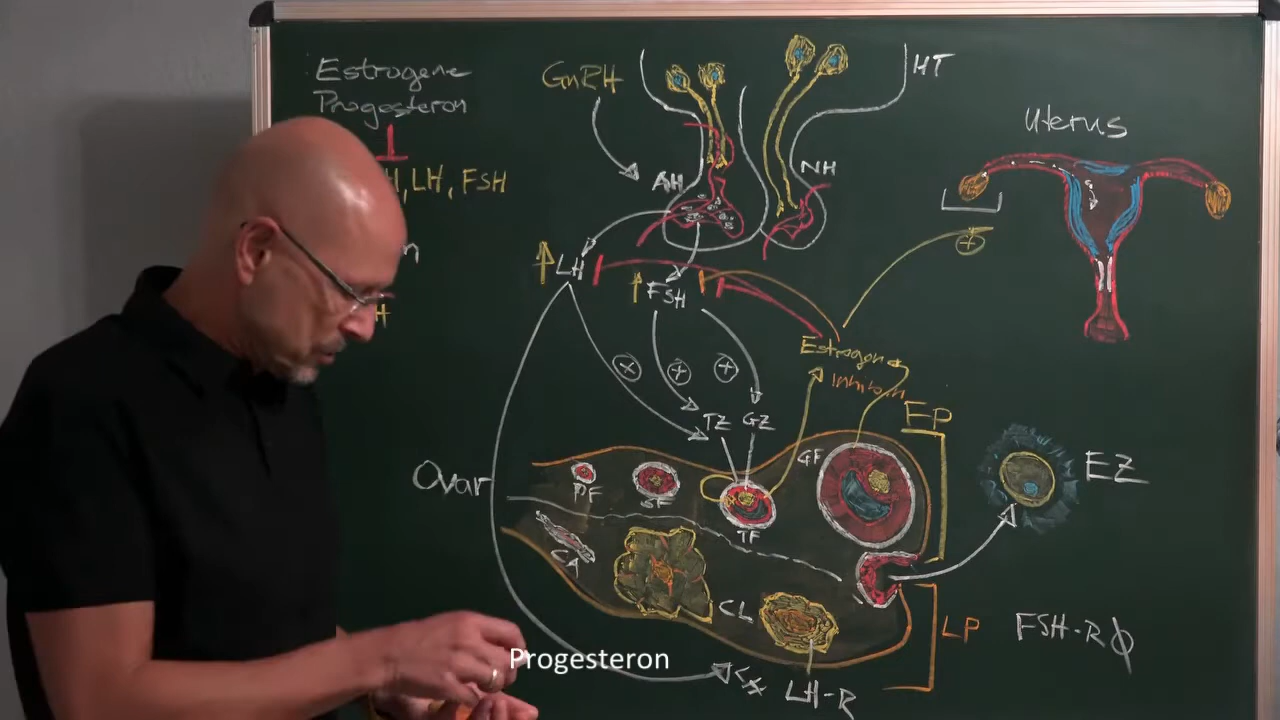 Estrogene
Progesteron
GnRH
HT
Uterus
AH
NH
H, LH, FSH
n
H
LH
FSH
Estrogene
Inhibin
TZ GZ
EP
Ovar
GF
EZ
PF
SF
TF
CA
CL
LP
FSH-R
Progesteron
LH-R